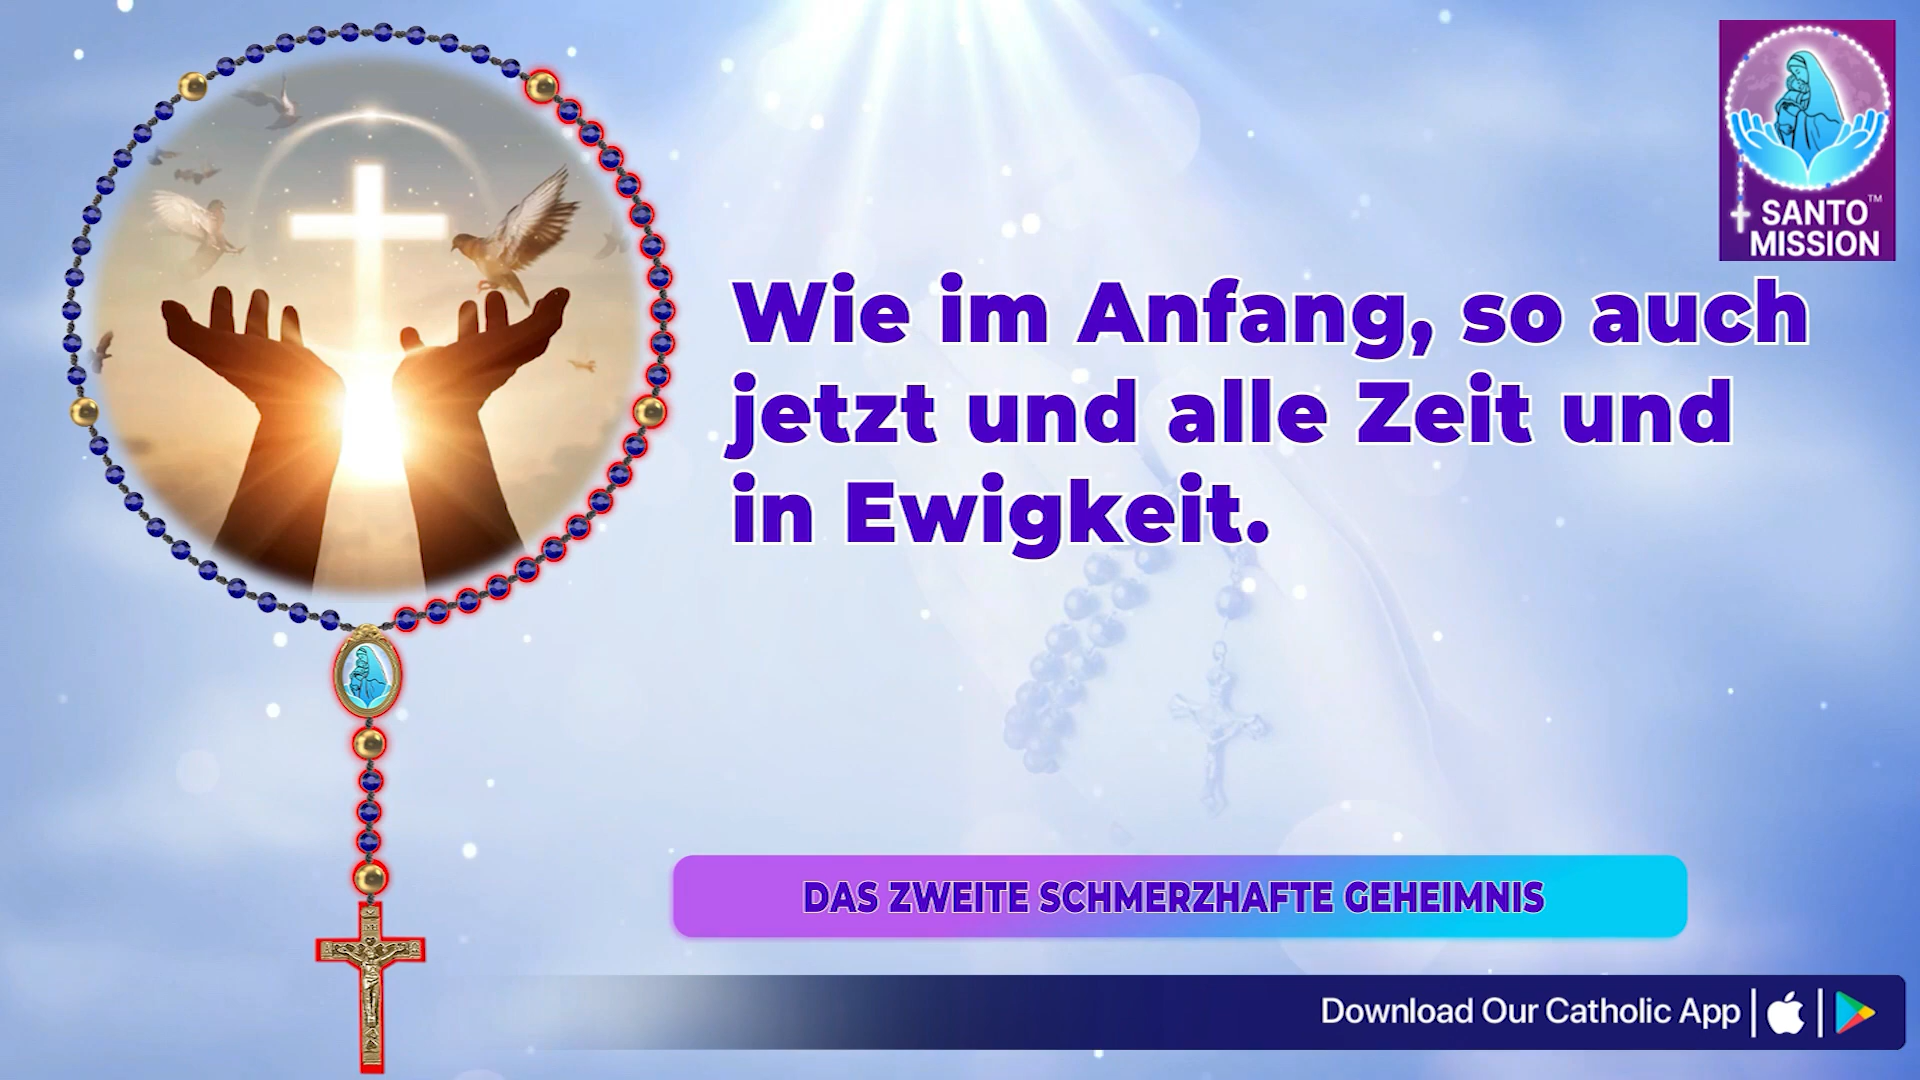 SANTO™
MISSION
Wie im Anfang, so auch
jetzt und alle Zeit und
in Ewigkeit.
DAS ZWEITE SCHMERZHAFTE GEHEIMNIS
Download Our Catholic App